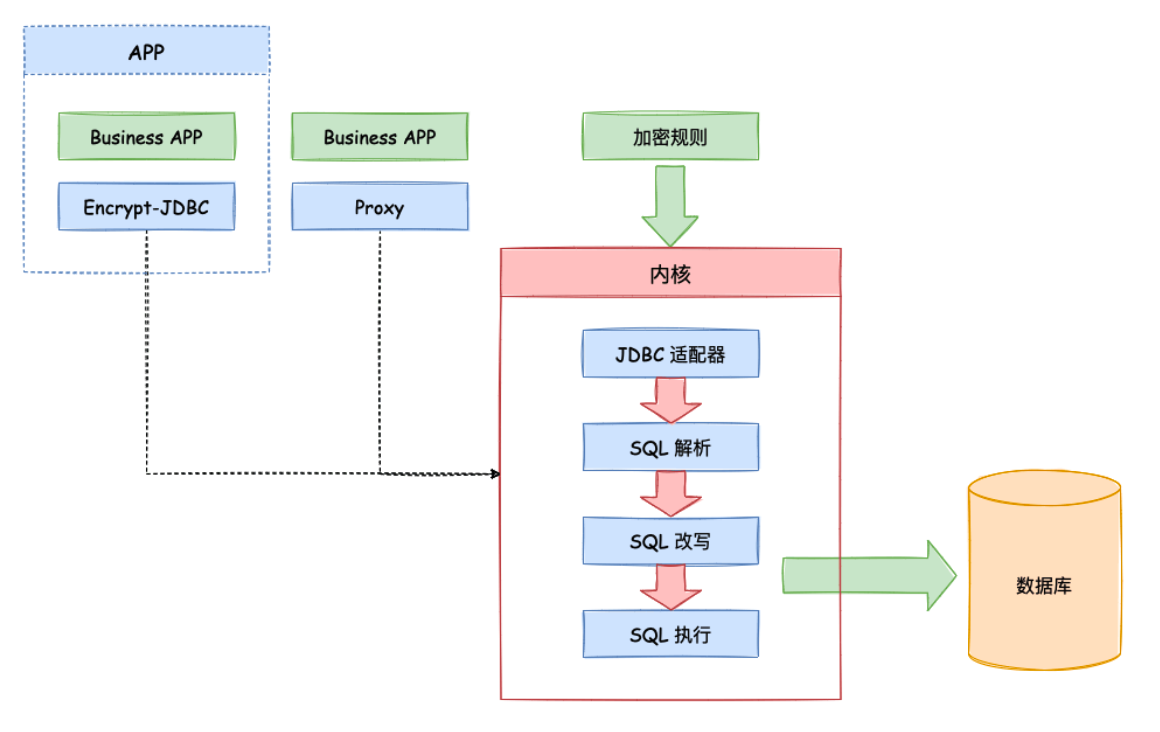 APP
Business APP
Encrypt-JDBC
Business APP
Proxy
加密规则
内核
JDBC 适配器
SQL 解析
SQL 改写
SQL 执行
数据库